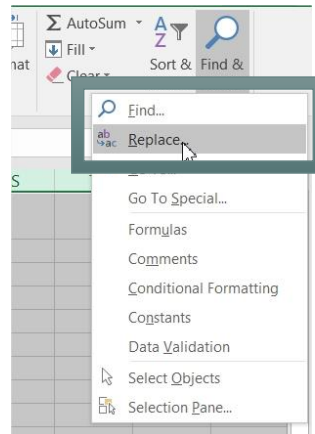 ∑ AutoSum
Fill
Clear
Sort & Find &
Find...
Replace...
Go To Special...
Formulas
Comments
Conditional Formatting
Constants
Data Validation
Select Objects
Selection Pane...
S